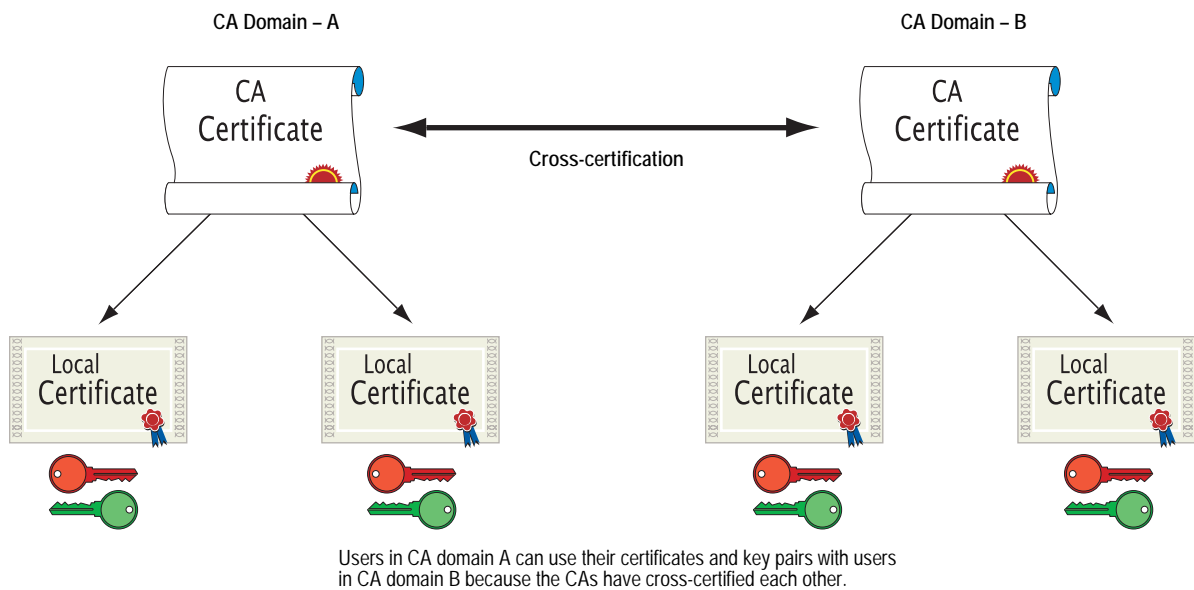 CA Domain – A
CA Domain – B
CA
Certificate
CA
Certificate
Cross-certification
Local
Certificate
Local
Certificate
Local
Certificate
Local
Certificate
Users in CA domain A can use their certificates and key pairs with users
in CA domain B because the CAs have cross-certified each other.